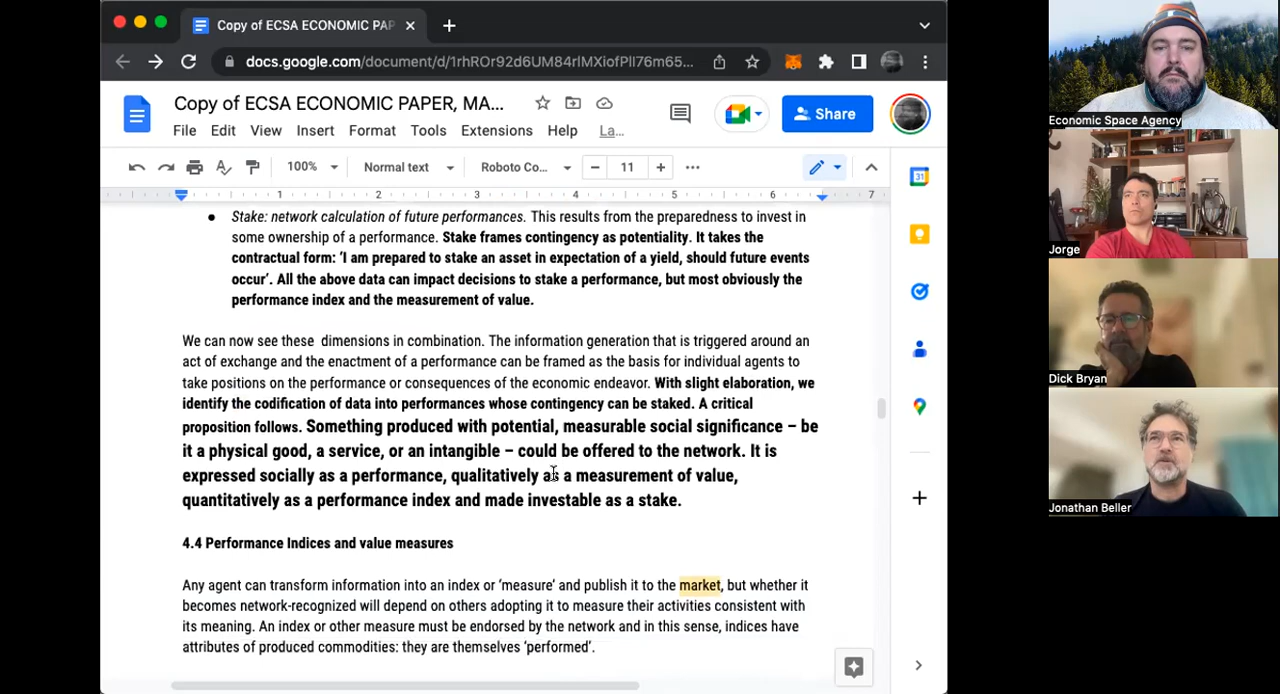 Copy of ECSA ECONOMIC PAP
docs.google.com/document/d/1rhROr92d6UM84rlMXiofPll76m65...
Copy of ECSA ECONOMIC PAPER, MA...
Share
File Edit View Insert Format Tools Extensions Help La...
100% Normal text Roboto Co... 11
1 2 3 4 5 6 7
31
● Stake: network calculation of future performances. This results from the preparedness to invest in
some ownership of a performance. Stake frames contingency as potentiality. It takes the
contractual form: ‘I am prepared to stake an asset in expectation of a yield, should future events
occur’. All the above data can impact decisions to stake a performance, but most obviously the
performance index and the measurement of value.
We can now see these dimensions in combination. The information generation that is triggered around an
act of exchange and the enactment of a performance can be framed as the basis for individual agents to
take positions on the performance or consequences of the economic endeavor. With slight elaboration, we
identify the codification of data into performances whose contingency can be staked. A critical
proposition follows. Something produced with potential, measurable social significance – be
it a physical good, a service, or an intangible – could be offered to the network. It is
expressed socially as a performance, qualitatively as a measurement of value,
quantitatively as a performance index and made investable as a stake.
4.4 Performance Indices and value measures
Any agent can transform information into an index or ‘measure’ and publish it to the market, but whether it
becomes network-recognized will depend on others adopting it to measure their activities consistent with
its meaning. An index or other measure must be endorsed by the network and in this sense, indices have
attributes of produced commodities: they are themselves ‘performed’.
Economic Space Agency
Jorge
Dick Bryan
Jonathan Beller